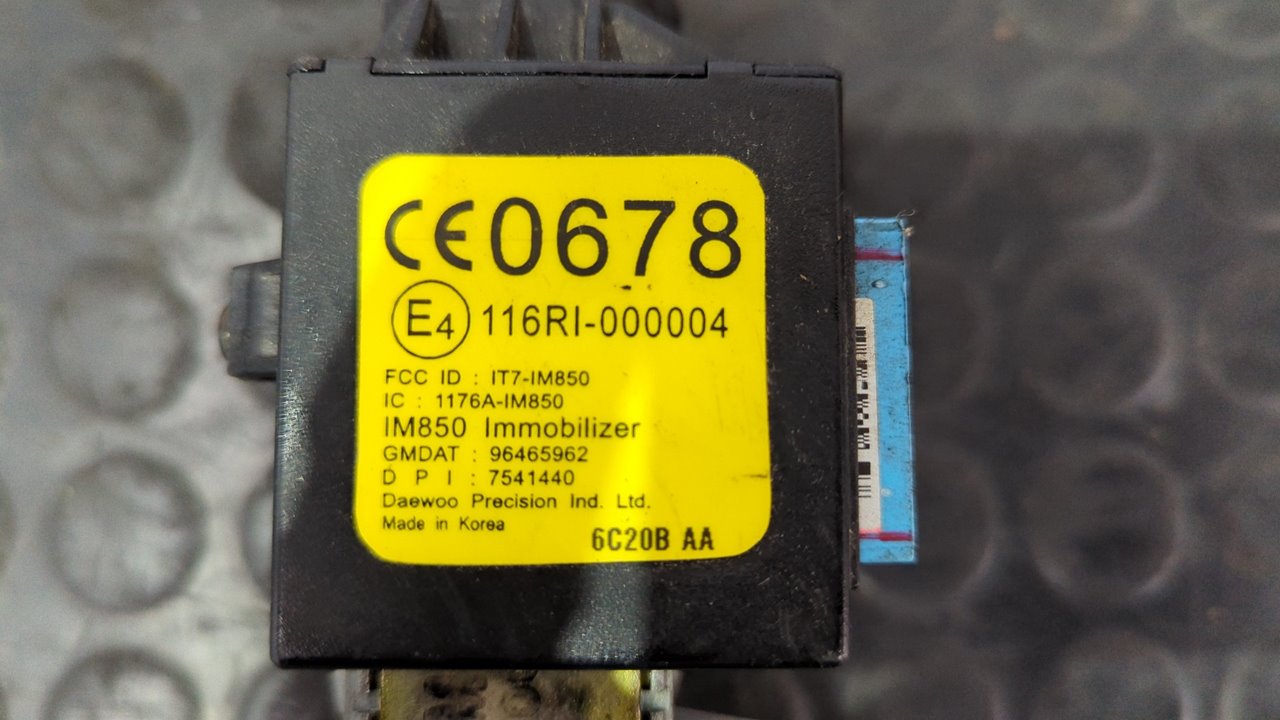 CE0678
E4 116RI-000004
FCC ID : IT7-IM850
IC : 1176A-IM850
IM850 Immobilizer
GMDAT : 96465962
D P I : 7541440
Daewoo Precision Ind. Ltd.
Made in Korea
6C20B AA